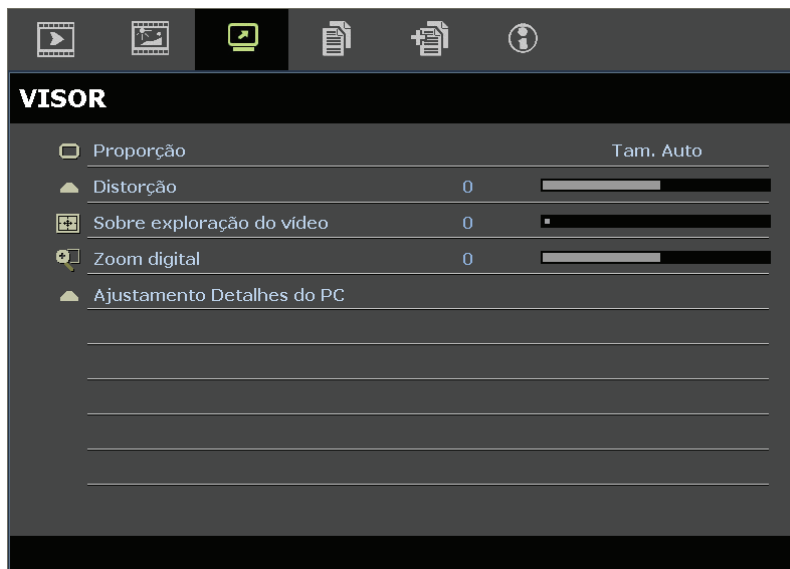 VISOR
Proporção Tam. Auto
Distorção 0
Sobre exploração do vídeo 0
Zoom digital 0
Ajustamento Detalhes do PC